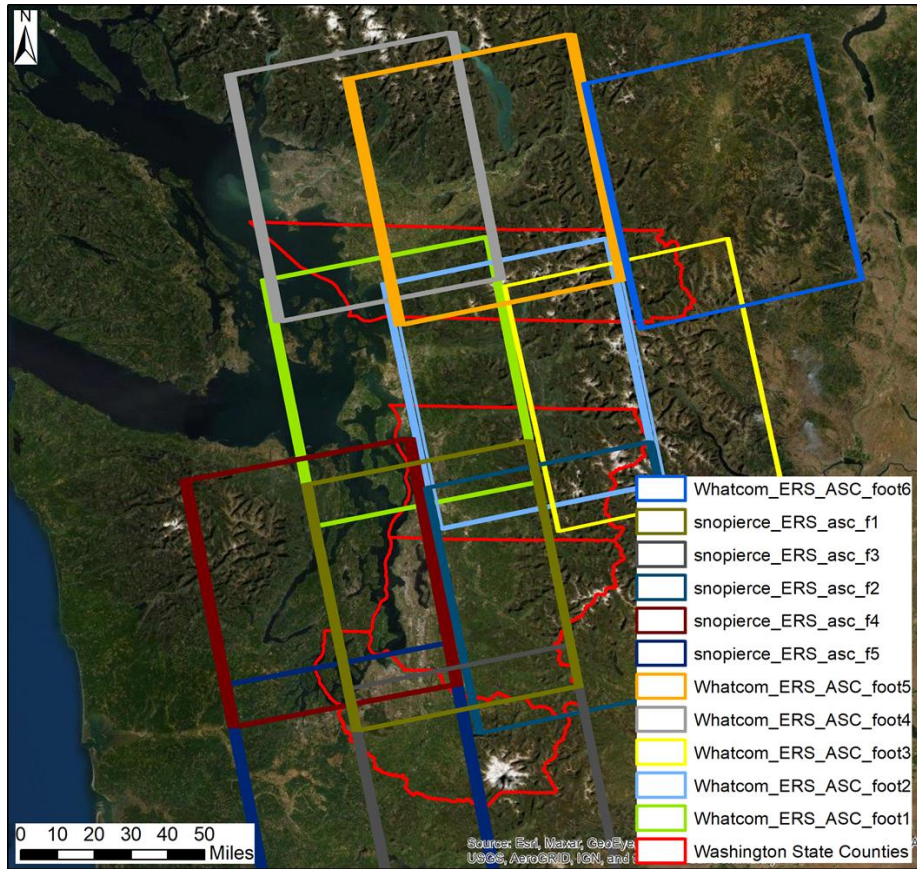 N
Whatcom_ERS_ASC_foot6
snopierce_ERS_asc_f1
snopierce_ERS_asc_f3
snopierce_ERS_asc_f2
snopierce_ERS_asc_f4
snopierce_ERS_asc_f5
Whatcom_ERS_ASC_foot5
Whatcom_ERS_ASC_foot4
Whatcom_ERS_ASC_foot3
Whatcom_ERS_ASC_foot2
Whatcom_ERS_ASC_foot1
Washington State Counties
0 10 20 30 40 50
Miles
Source: Esri, Maxar, GeoEye
USGS, AeroGRID, IGN, and